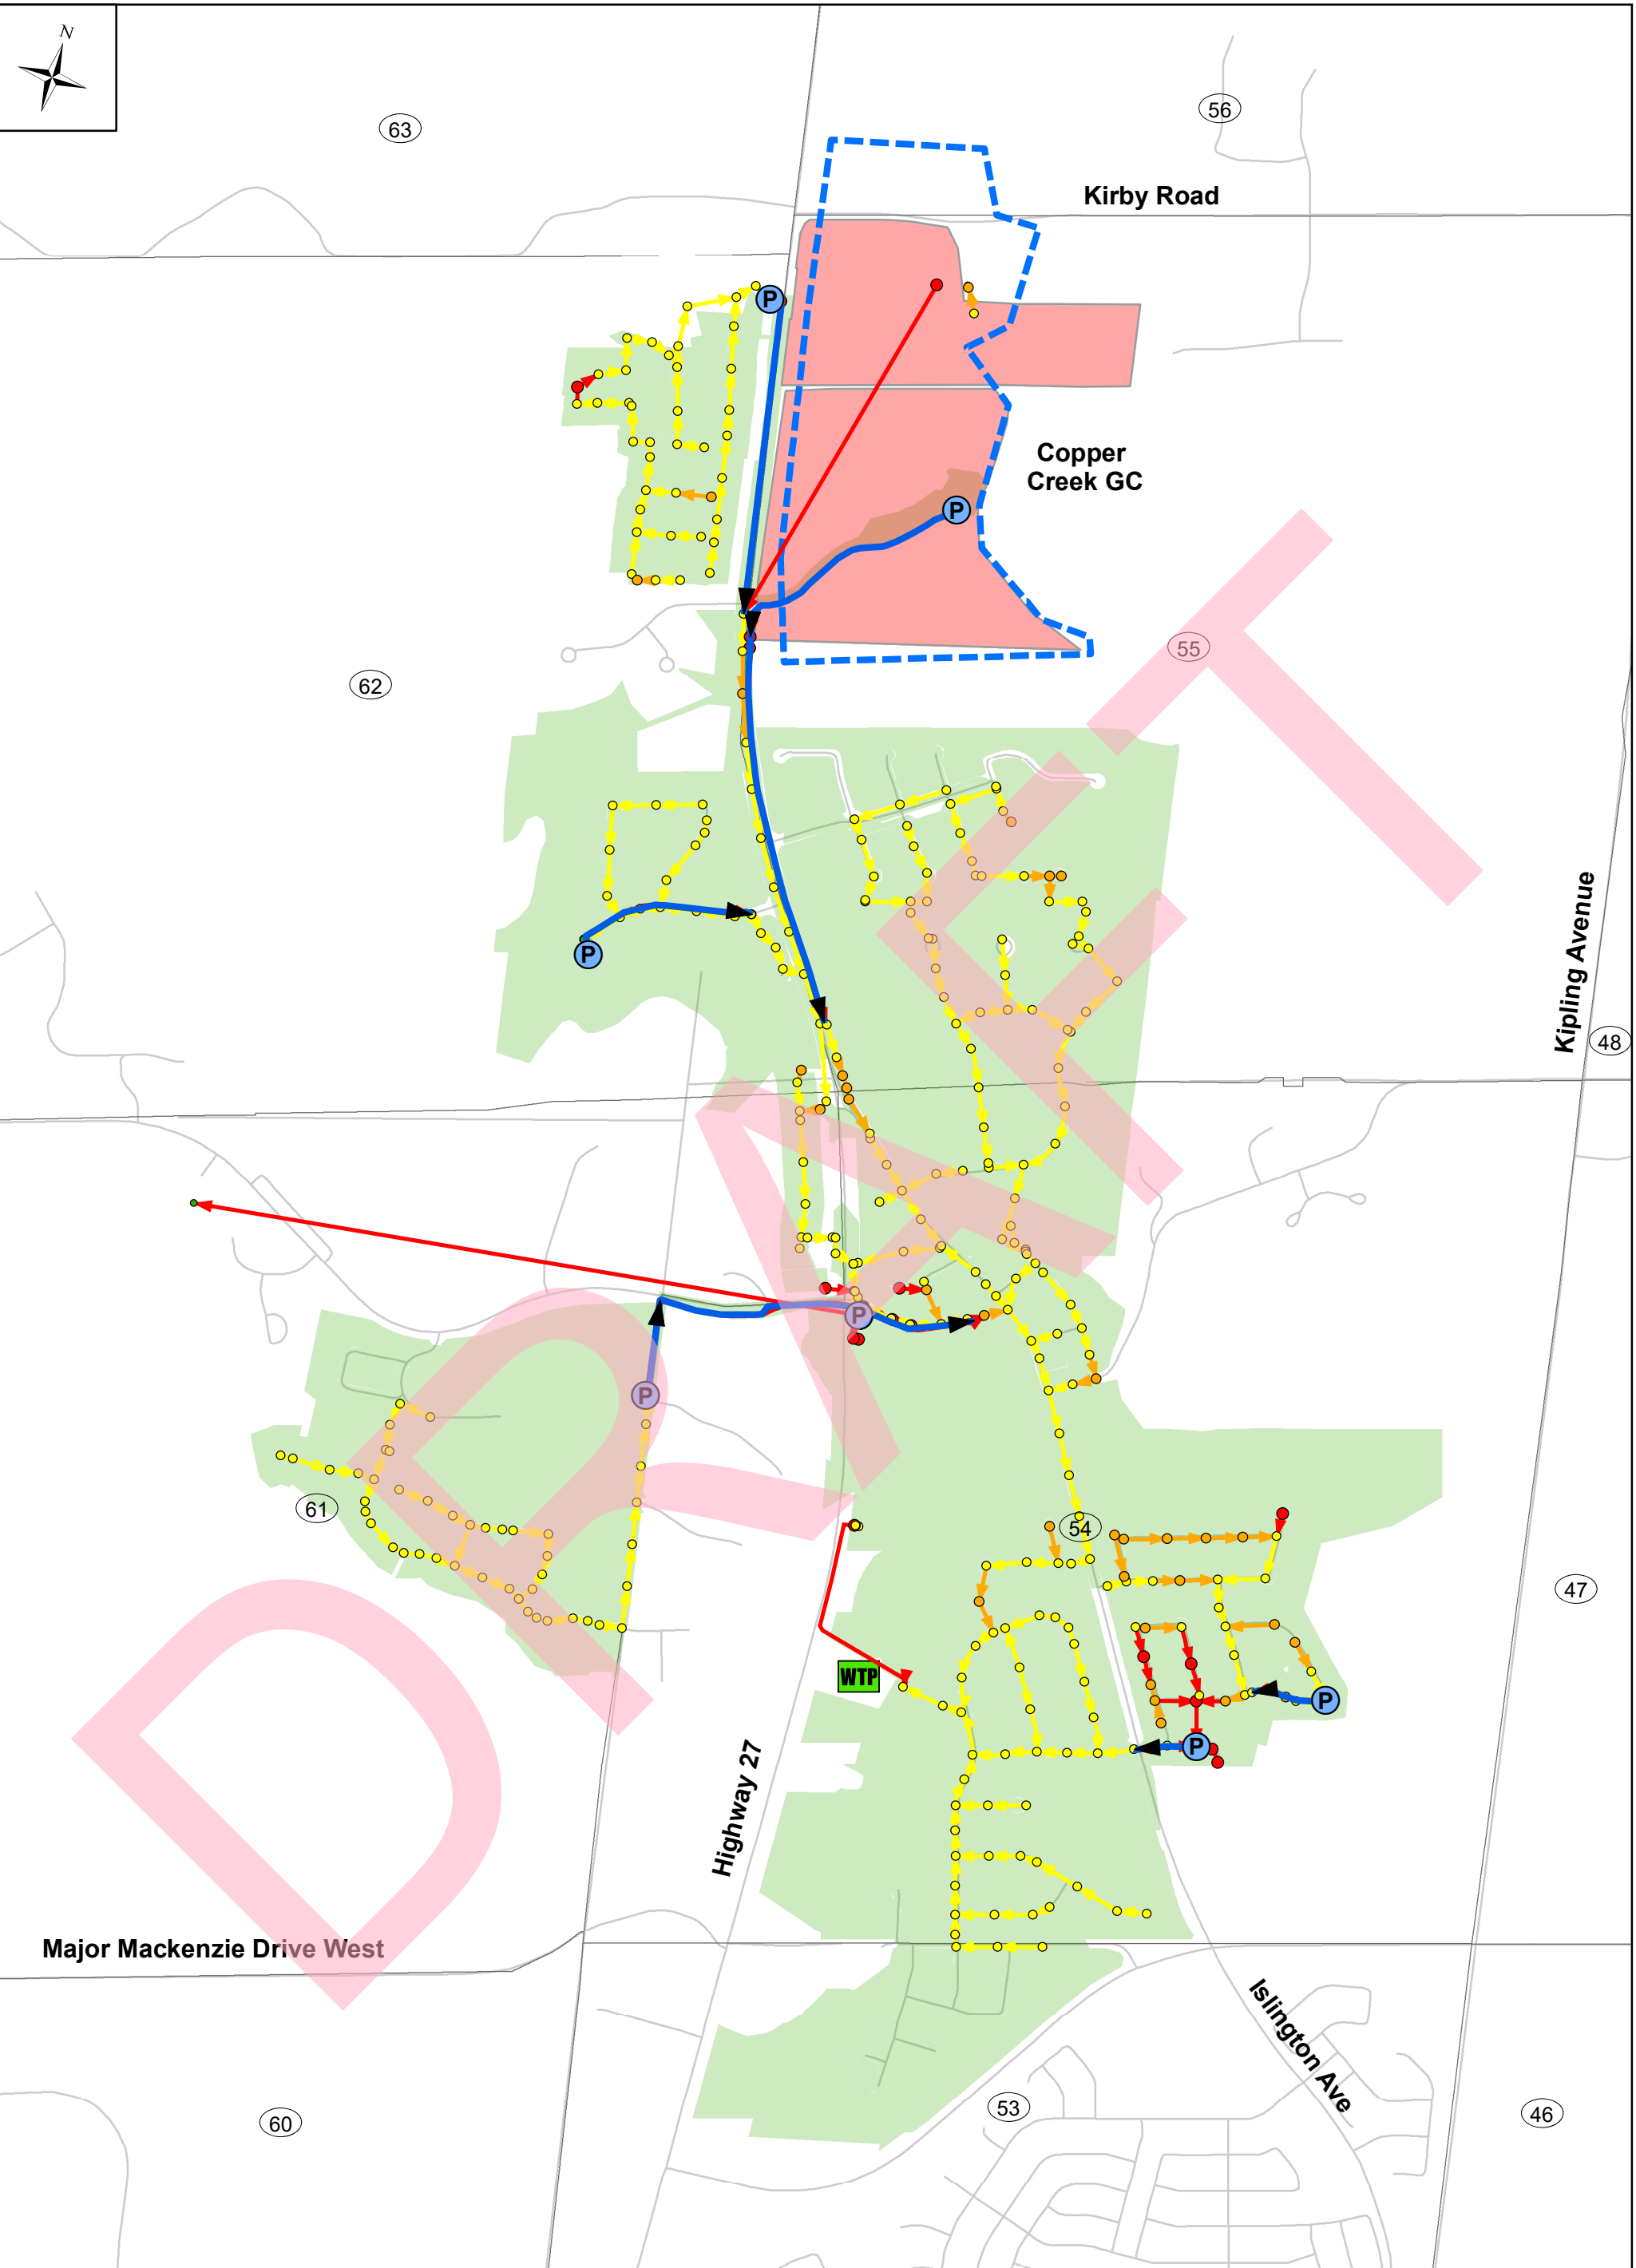 N
63
56
Kirby Road
P
Copper
Creek GC
P
55
62
P
Kipling Avenue
48
P
P
61
54
47
WTP
P
P
Highway 27
Major Mackenzie Drive West
Islington Ave
60
53
46
DRAFT